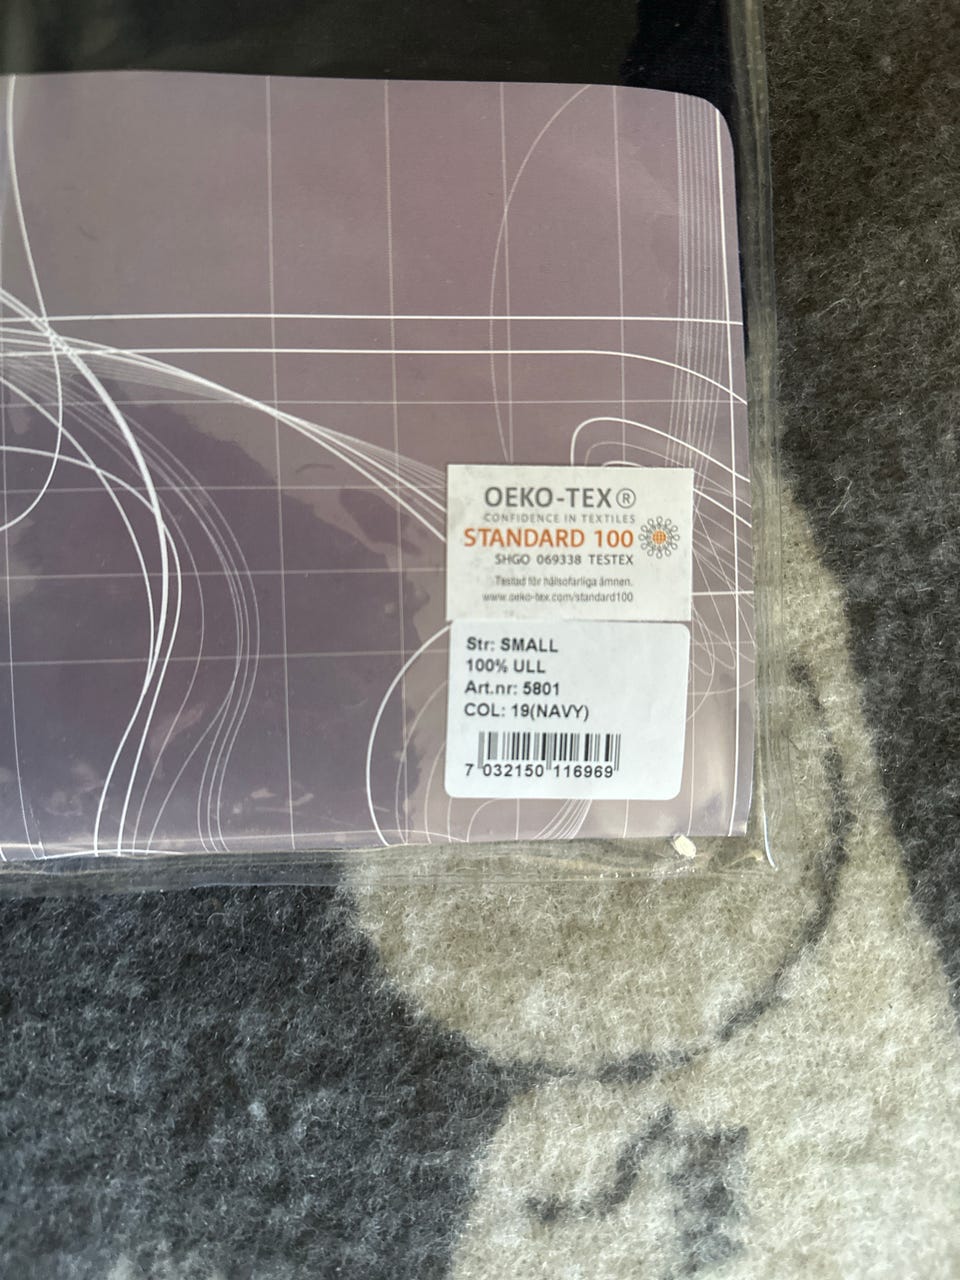 OEKO-TEX®
CONFIDENCE IN TEXTILES
STANDARD 100
SHGO 069338 TESTEX
Testad för hälsofarliga ämnen.
www.oeko-tex.com/standard100
Str: SMALL
100% ULL
Art.nr: 5801
COL: 19(NAVY)
7 032150 116969